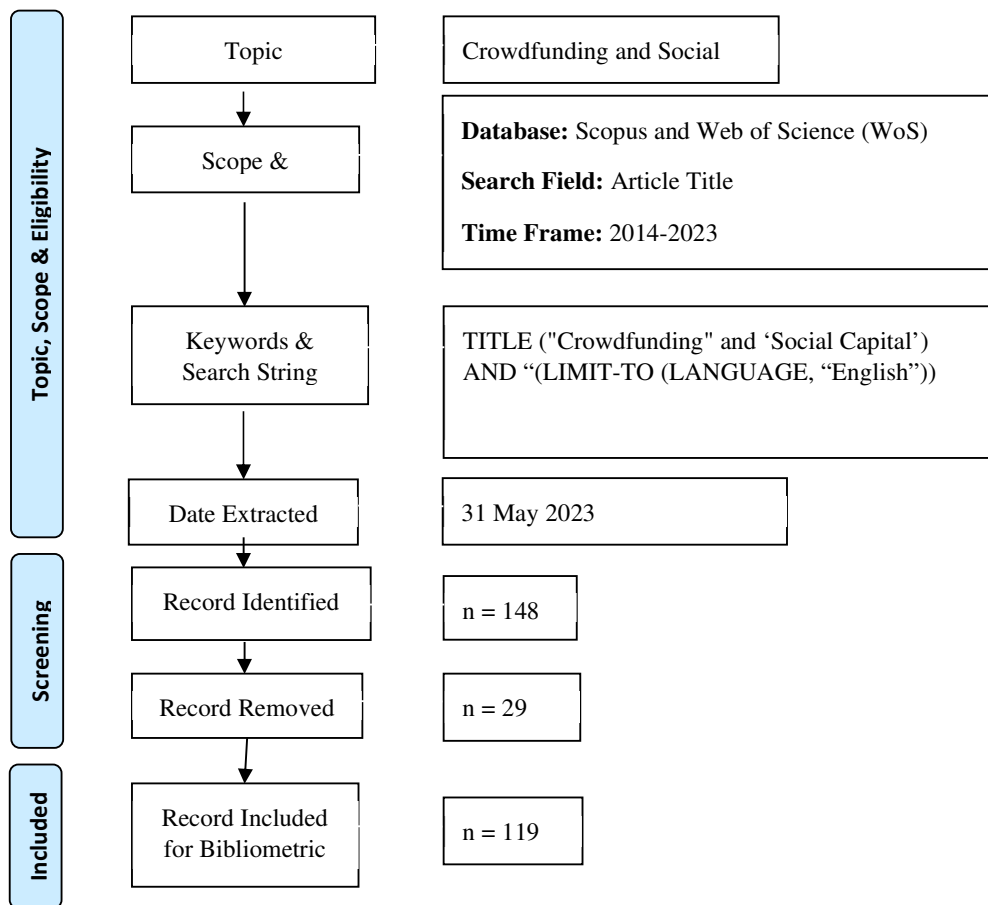 Topic, Scope & Eligibility
Topic
Crowdfunding and Social
Scope &
Database: Scopus and Web of Science (WoS)
Search Field: Article Title
Time Frame: 2014-2023
Keywords &
Search String
TITLE ("Crowdfunding" and ‘Social Capital’)
AND “(LIMIT-TO (LANGUAGE, “English”))
Date Extracted
31 May 2023
Screening
Record Identified
n = 148
Record Removed
n = 29
Included
Record Included
for Bibliometric
n = 119